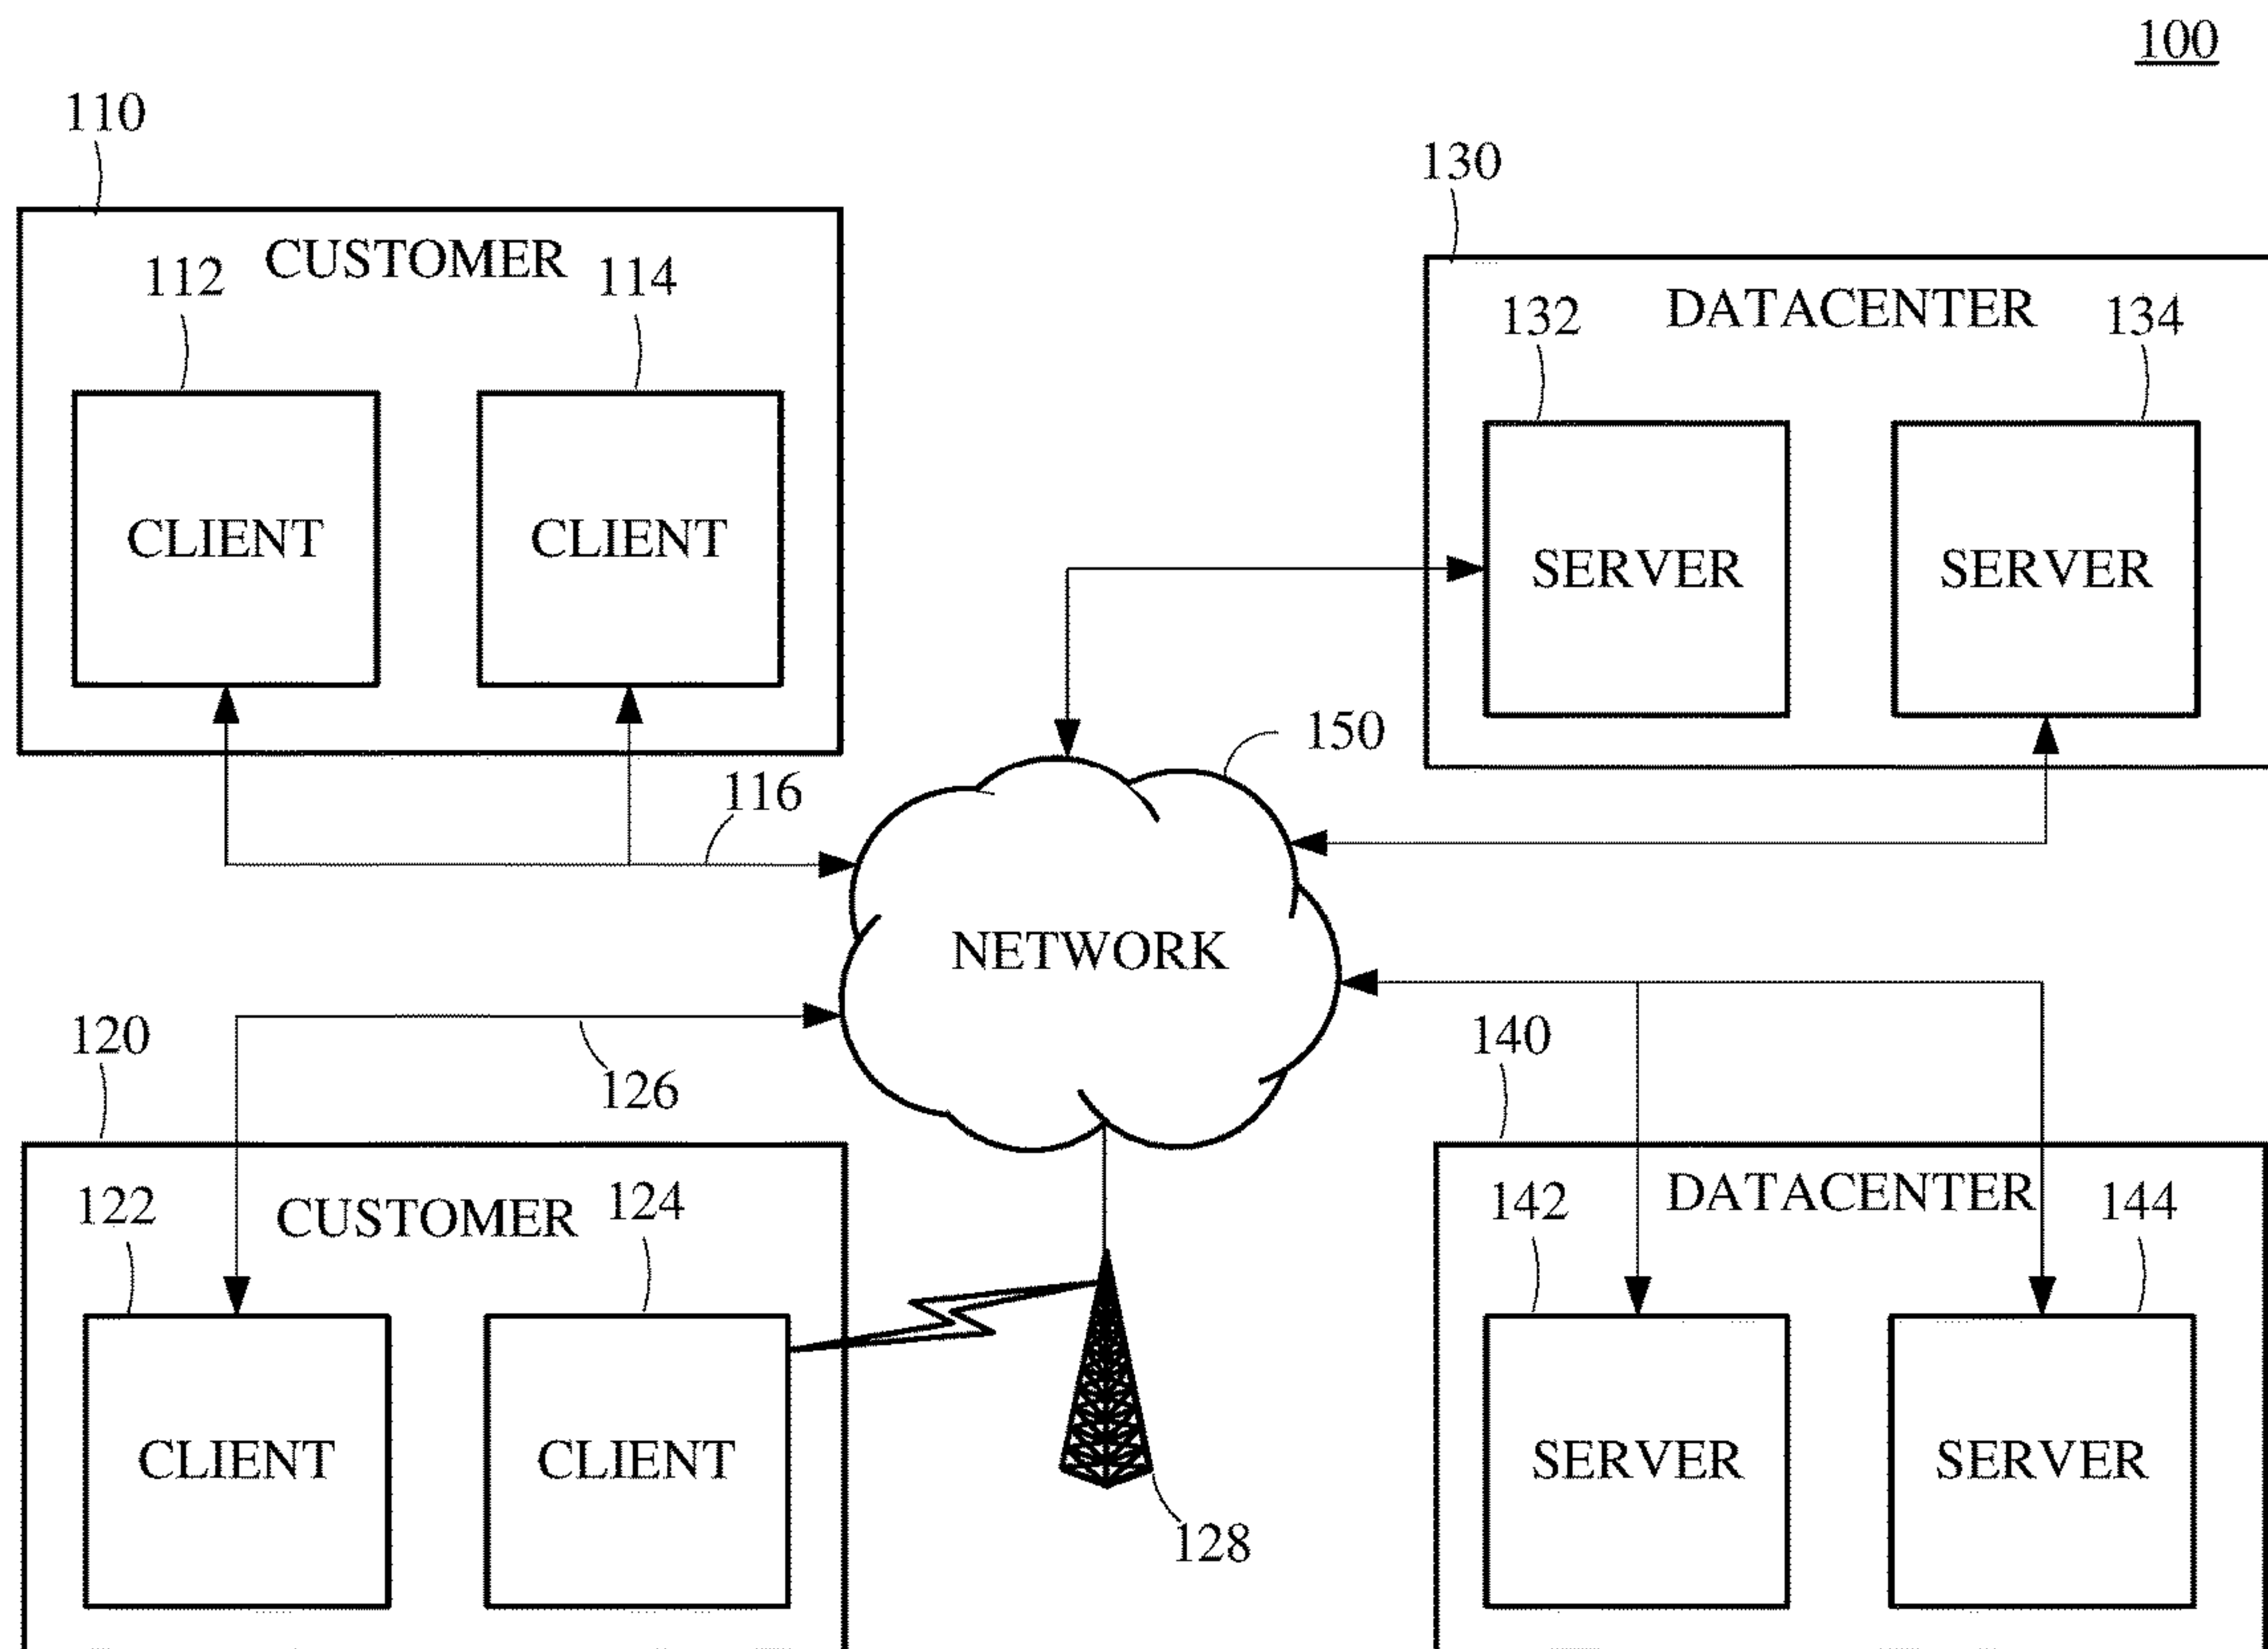 100
110
CUSTOMER
112
114
CLIENT
CLIENT
116
130
DATACENTER
132
134
SERVER
SERVER
150
NETWORK
120
126
CUSTOMER
122
124
CLIENT
CLIENT
128
140
DATACENTER
142
144
SERVER
SERVER